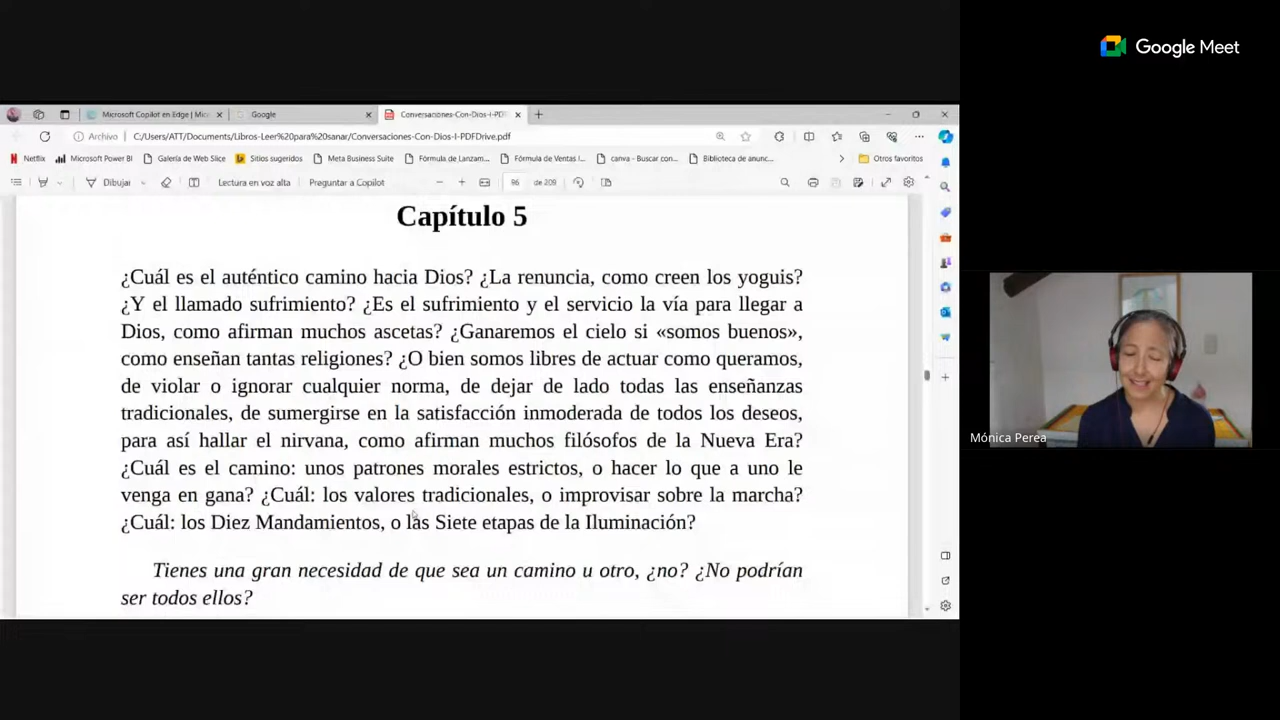 Google Meet
Microsoft Copilot en Edge | Mic
Google
Conversaciones-Con-Dios-I-PDF
Archivo
C:/Users/ATT/Documents/Libros-Leer%20para%20sanar/Conversaciones-Con-Dios-I-PDFDrive.pdf
Netflix
Microsoft Power BI
Galería de Web Slice
Sitios sugeridos
Meta Business Suite
Fórmula de Lanzam...
Fórmula de Ventas I...
canva - Buscar con...
Biblioteca de anunc...
Otros favoritos
Dibujar
Lectura en voz alta
Preguntar a Copilot
96 de 209
Capítulo 5
¿Cuál es el auténtico camino hacia Dios? ¿La renuncia, como creen los yoguis?
¿Y el llamado sufrimiento? ¿Es el sufrimiento y el servicio la vía para llegar a
Dios, como afirman muchos ascetas? ¿Ganaremos el cielo si «somos buenos»,
como enseñan tantas religiones? ¿O bien somos libres de actuar como queramos,
de violar o ignorar cualquier norma, de dejar de lado todas las enseñanzas
tradicionales, de sumergirse en la satisfacción inmoderada de todos los deseos,
para así hallar el nirvana, como afirman muchos filósofos de la Nueva Era?
¿Cuál es el camino: unos patrones morales estrictos, o hacer lo que a uno le
venga en gana? ¿Cuál: los valores tradicionales, o improvisar sobre la marcha?
¿Cuál: los Diez Mandamientos, o las Siete etapas de la Iluminación?
Tienes una gran necesidad de que sea un camino u otro, ¿no? ¿No podrían
ser todos ellos?
Mónica Perea